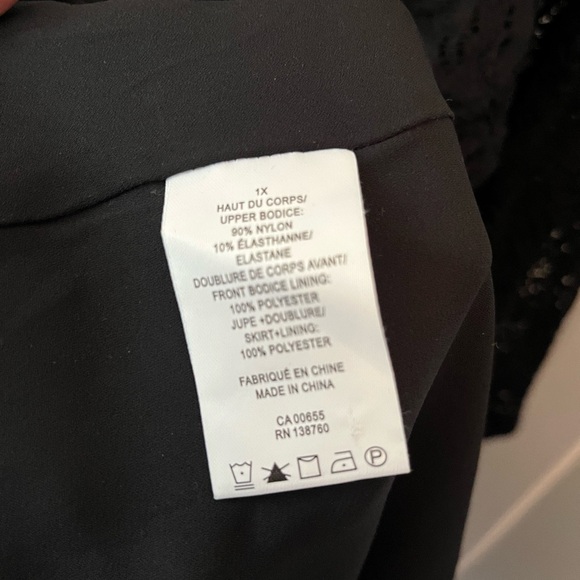 1X
HAUT DU CORPS/
UPPER BODICE:
90% NYLON
10% ÉLASTHANNE/
ELASTANE
DOUBLURE DE CORPS AVANT/
FRONT BODICE LINING:
100% POLYESTER
JUPE +DOUBLURE/
SKIRT+LINING:
100% POLYESTER
FABRIQUÉ EN CHINE
MADE IN CHINA
CA 00655
RN 138760
P